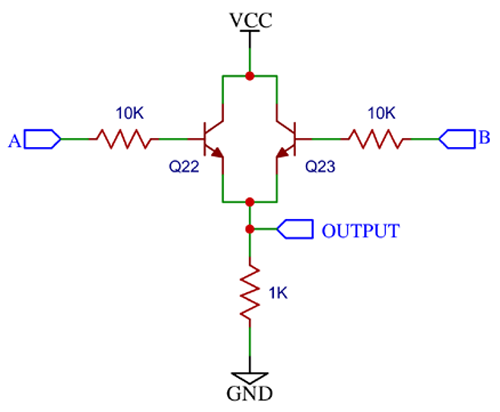 VCC
10K
10K
A
B
Q22
Q23
OUTPUT
1K
GND